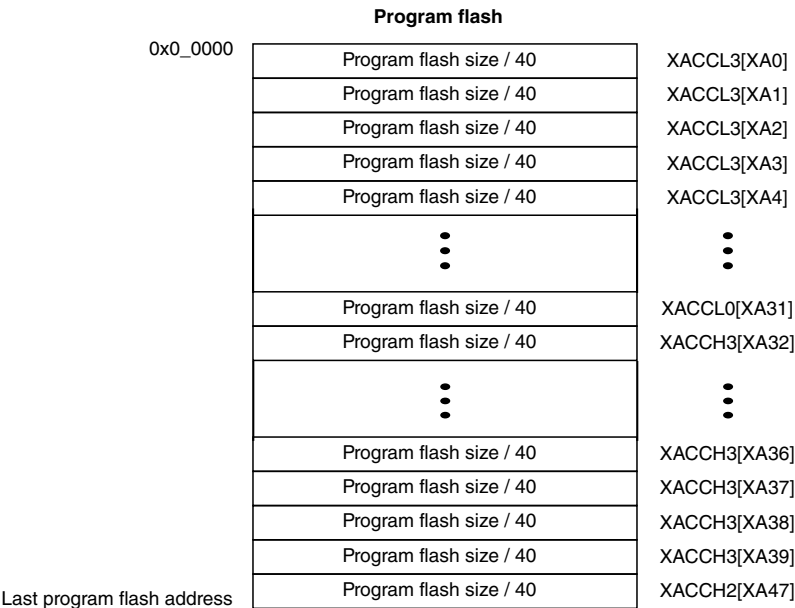 Program flash
0x0_0000
Program flash size / 40 XACCL3[XA0]
Program flash size / 40 XACCL3[XA1]
Program flash size / 40 XACCL3[XA2]
Program flash size / 40 XACCL3[XA3]
Program flash size / 40 XACCL3[XA4]
Program flash size / 40 XACCL0[XA31]
Program flash size / 40 XACCH3[XA32]
Program flash size / 40 XACCH3[XA36]
Program flash size / 40 XACCH3[XA37]
Program flash size / 40 XACCH3[XA38]
Program flash size / 40 XACCH3[XA39]
Program flash size / 40 XACCH2[XA47]
Last program flash address